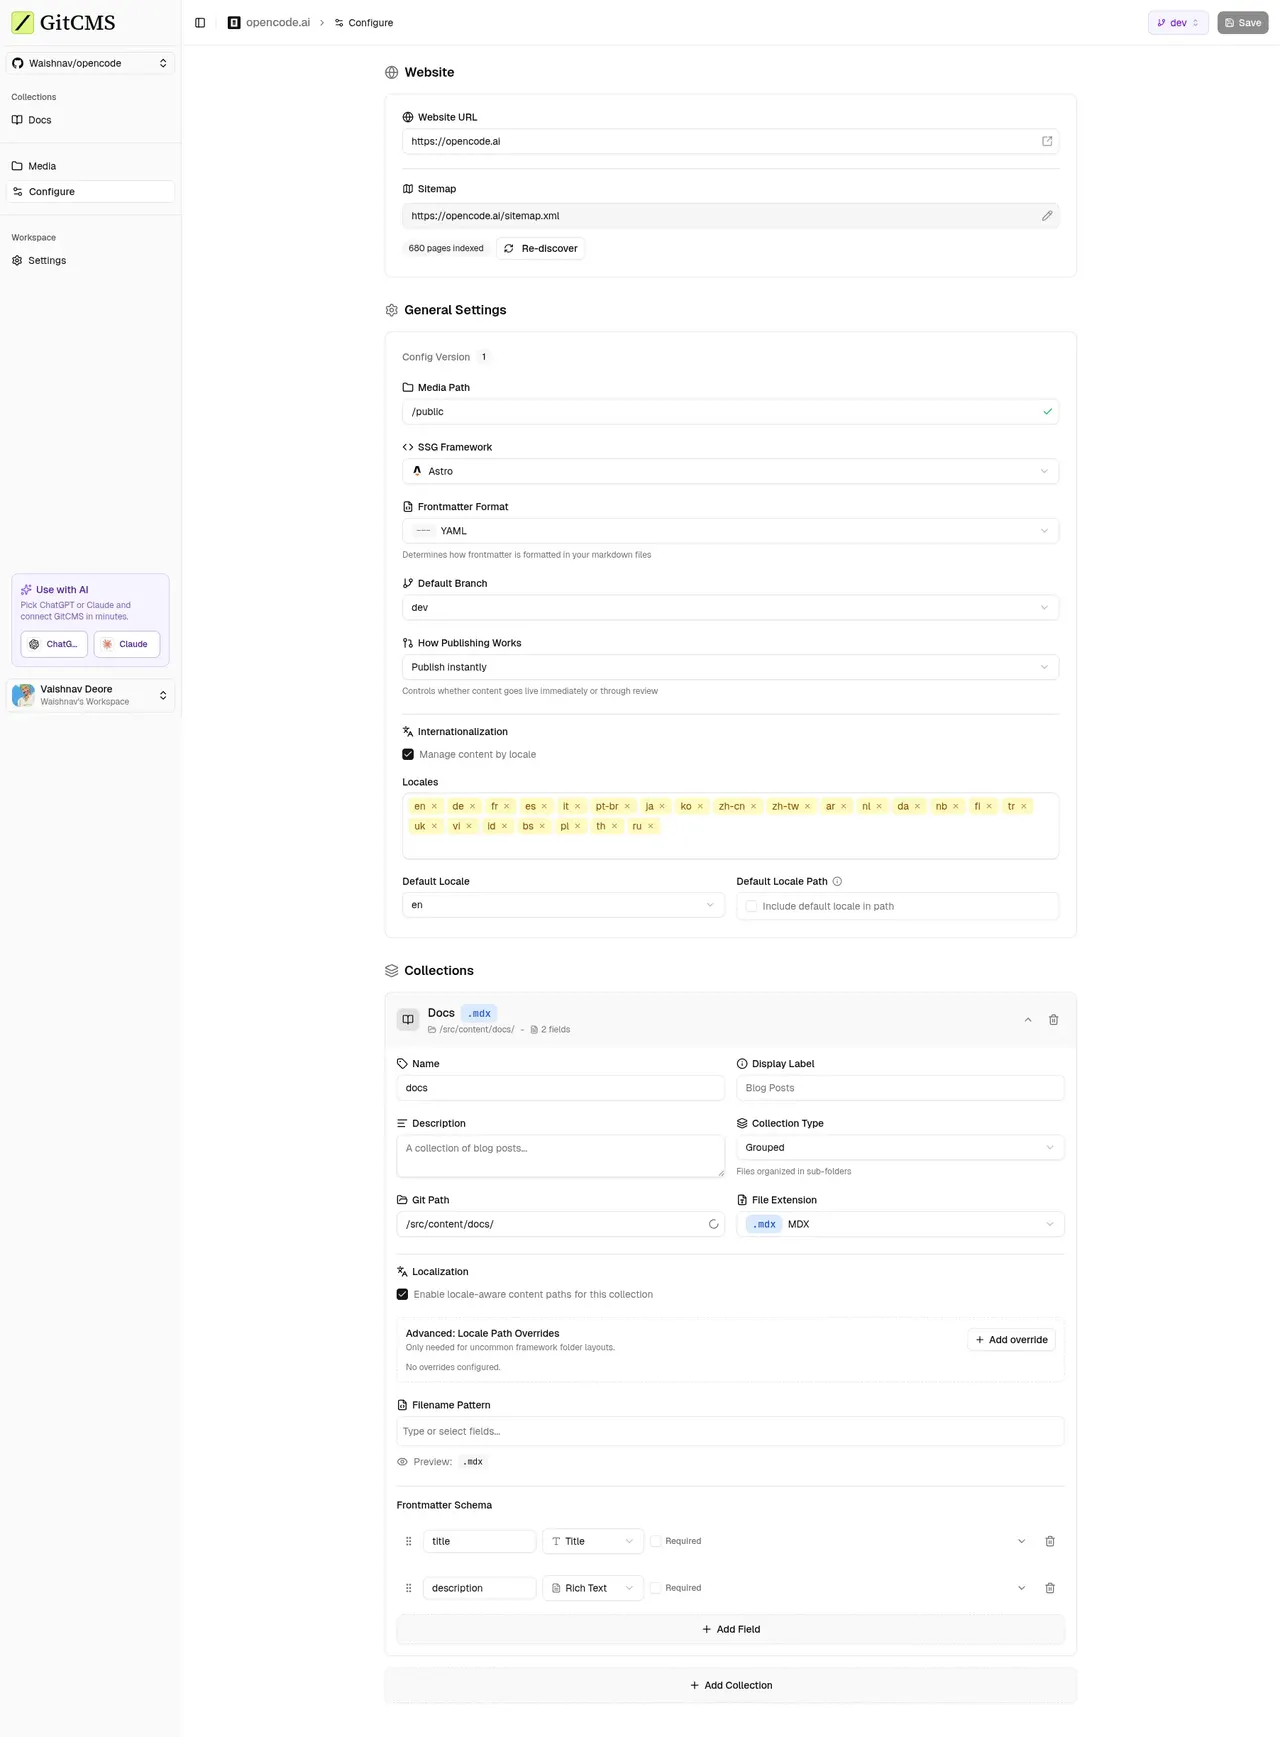 GitCMS
Waishnav/opencode
Collections
Docs
Media
Configure
Workspace
Settings
Use with AI
Pick ChatGPT or Claude and
connect GitCMS in minutes.
ChatG...
Claude
Vaishnav Deore
Waishnav's Workspace
opencode.ai > Configure
dev
Save
Website
Website URL
https://opencode.ai
Sitemap
https://opencode.ai/sitemap.xml
680 pages indexed
Re-discover
General Settings
Config Version 1
Media Path
/public
SSG Framework
Astro
Frontmatter Format
--- YAML
Determines how frontmatter is formatted in your markdown files
Default Branch
dev
How Publishing Works
Publish instantly
Controls whether content goes live immediately or through review
Internationalization
Manage content by locale
Locales
en × de × fr × es × it × pt-br × ja × ko × zh-cn × zh-tw × ar × nl × da × nb × fi × tr ×
uk × vi × id × bs × pl × th × ru ×
Default Locale
en
Default Locale Path
Include default locale in path
Collections
Docs .mdx
/src/content/docs/ - 2 fields
Name
docs
Display Label
Blog Posts
Description
A collection of blog posts...
Collection Type
Grouped
Files organized in sub-folders
Git Path
/src/content/docs/
File Extension
.mdx MDX
Localization
Enable locale-aware content paths for this collection
Advanced: Locale Path Overrides
Only needed for uncommon framework folder layouts.
No overrides configured.
+ Add override
Filename Pattern
Type or select fields...
Preview: .mdx
Frontmatter Schema
title
Title
Required
description
Rich Text
Required
+ Add Field
+ Add Collection